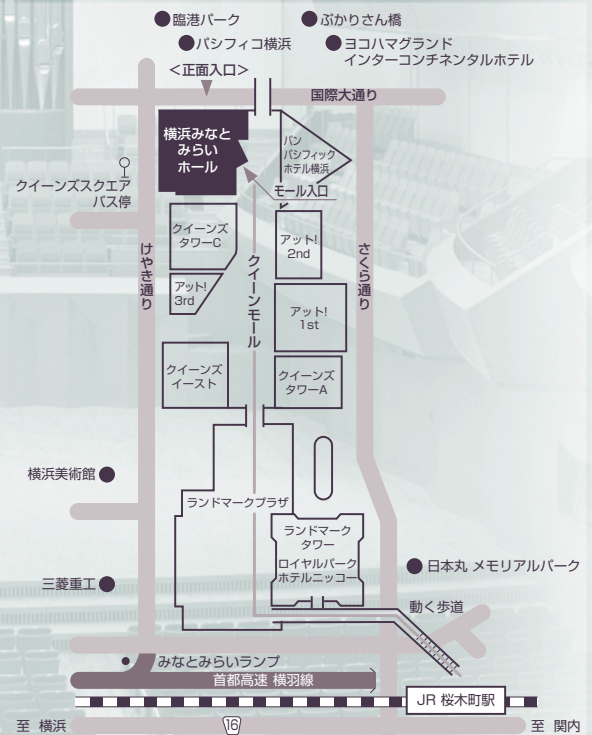 臨港パーク
ぷかりさん橋
パシフィコ横浜
ヨコハマグランド
インターコンチネンタルホテル
＜正面入口＞
国際大通り
横浜みなと
みらい
ホール
パン
パシフィック
ホテル横浜
クイーンズスクエア
バス停
モール入口
クイーンズ
タワーC
アット!
2nd
けやき通り
クイーンモール
さくら通り
アット!
3rd
アット!
1st
クイーンズ
イースト
クイーンズ
タワーA
横浜美術館
ランドマークプラザ
ランドマーク
タワー
ロイヤルパーク
ホテルニッコー
日本丸 メモリアルパーク
三菱重工
動く歩道
みなとみらいランプ
首都高速 横羽線
JR 桜木町駅
至 横浜
16
至 関内